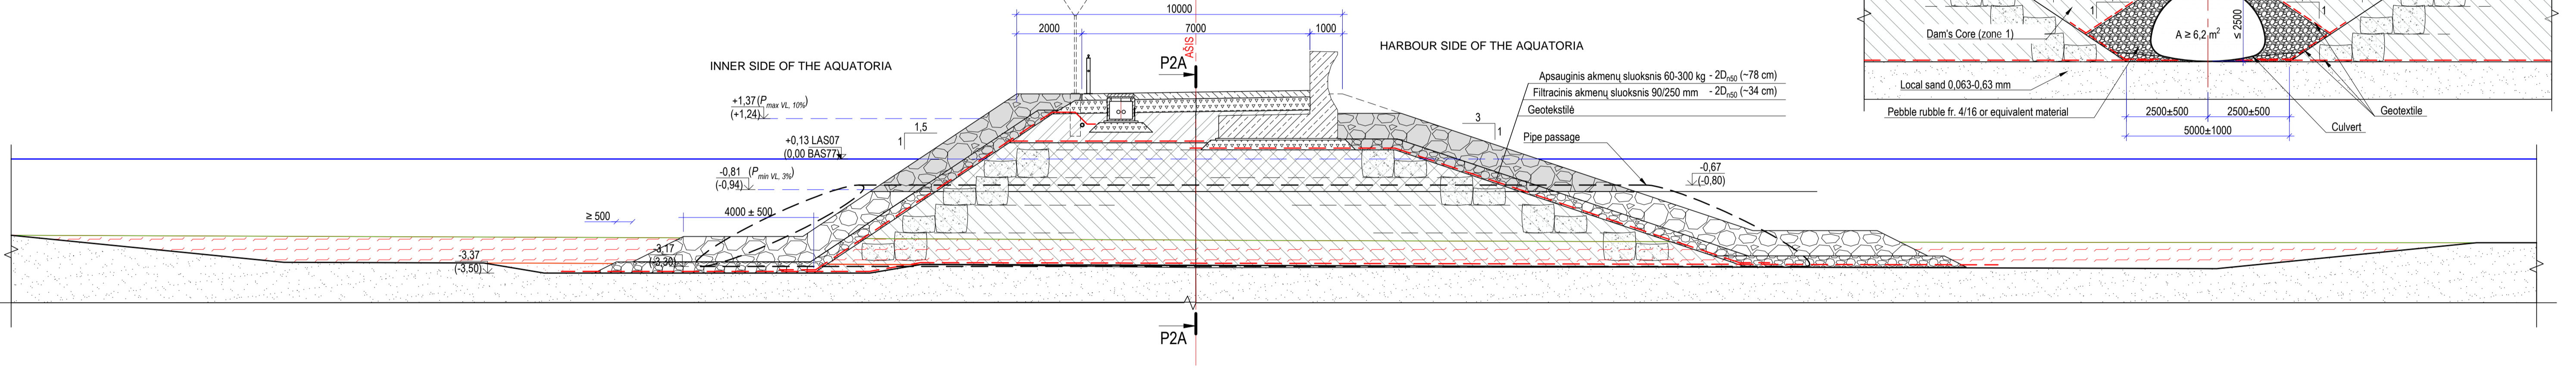 10000
2000
7000
1000
AŠIS
P2A
INNER SIDE OF THE AQUATORIA
HARBOUR SIDE OF THE AQUATORIA
+1,37 (P max VL, 10%)
(+1,24)
+0,13 LAS07
(0,00 BAS77)
-0,81 (P min VL, 3%)
(-0,94)
1,5
1
3
1
Apsauginis akmenų sluoksnis 60-300 kg - 2Dn50 (~78 cm)
Filtracinis akmenų sluoksnis 90/250 mm - 2Dn50 (~34 cm)
Geotekstilė
Pipe passage
-0,67
(-0,80)
≥ 500
4000 ± 500
-3,37
(-3,50)
-3,17
(-3,30)
P2A
1
1
Dam's Core (zone 1)
A ≥ 6,2 m²
≤ 2500
Local sand 0,063-0,63 mm
Pebble rubble fr. 4/16 or equivalent material
2500±500
2500±500
5000±1000
Culvert
Geotextile